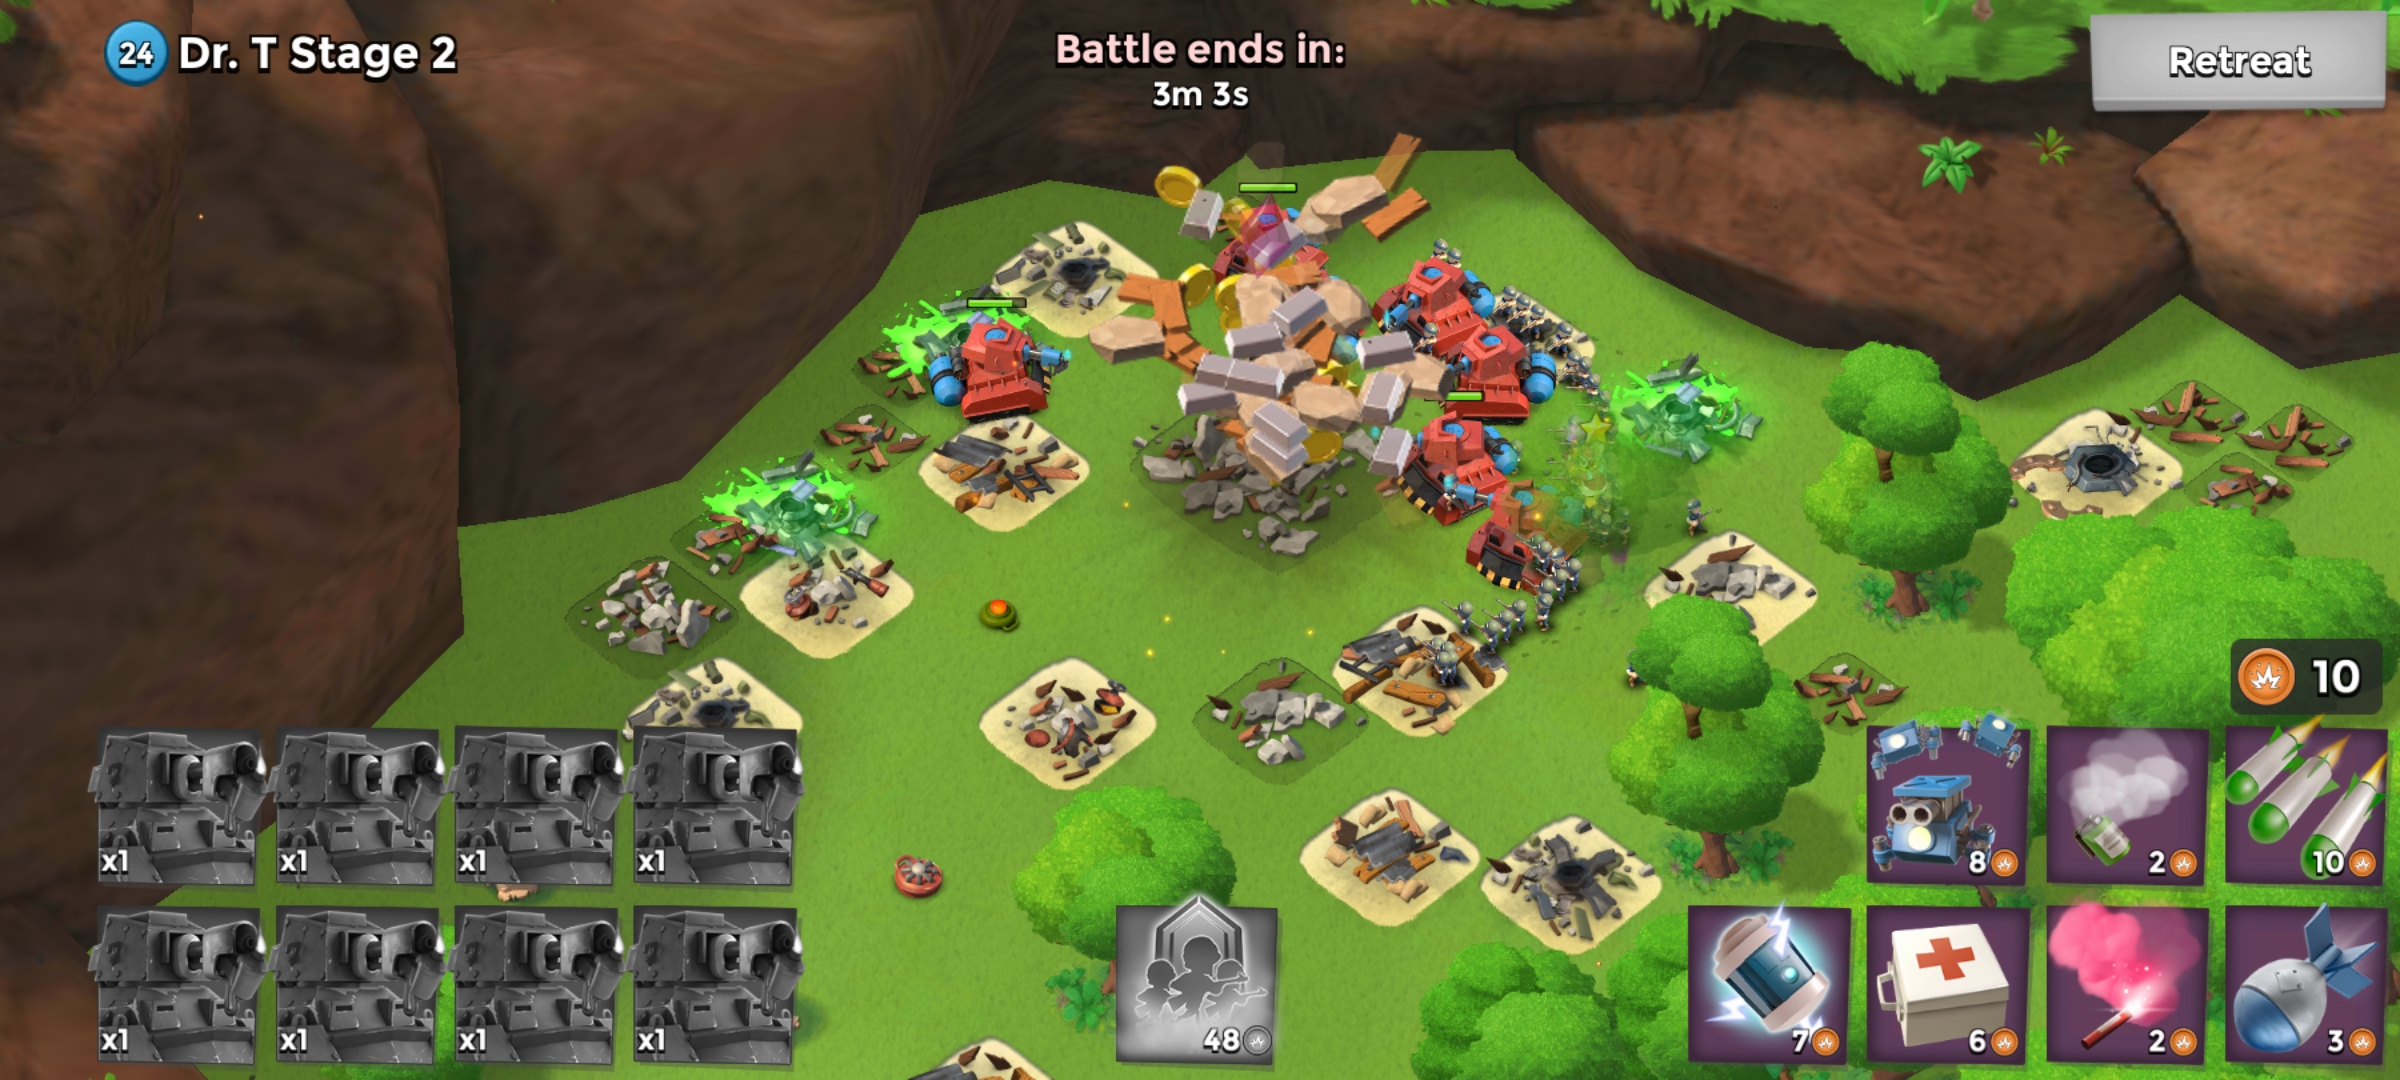 24 Dr. T Stage 2
Battle ends in:
3m 3s
Retreat
10
x1 x1 x1 x1
8 2 10
x1 x1 x1 x1
48
7 6 2 3